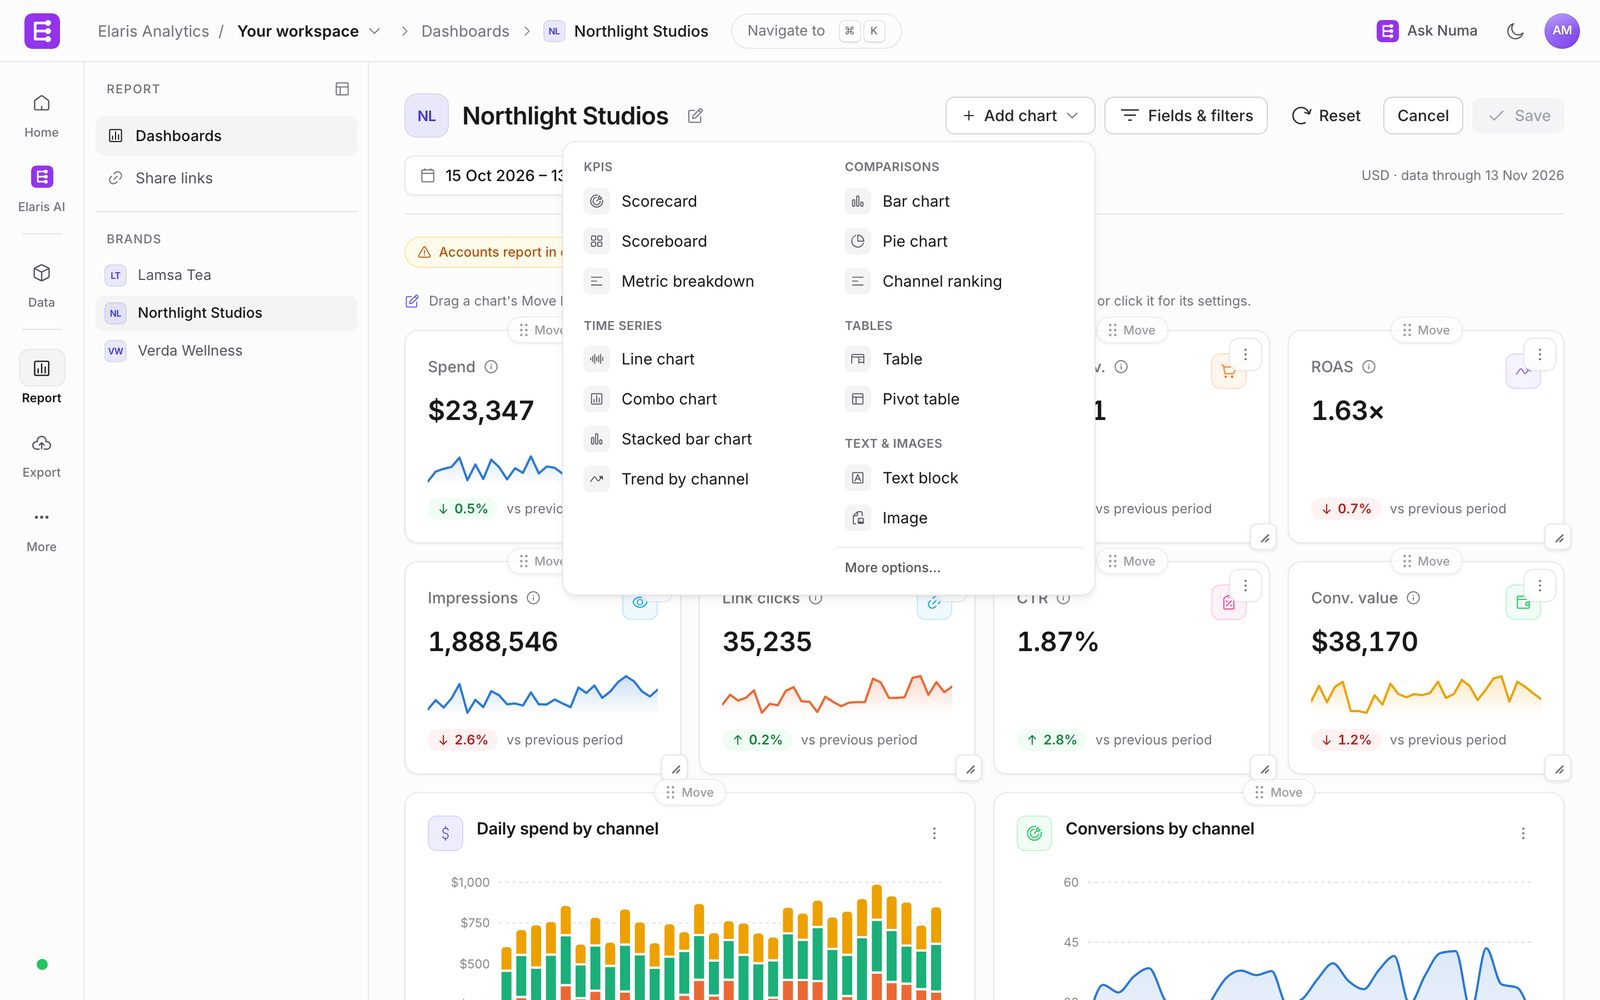 Elaris Analytics / Your workspace > Dashboards > NL Northlight Studios
Navigate to ⌘ K
Ask Numa
AM
Home
Elaris AI
Data
Report
Export
More
REPORT
Dashboards
Share links
BRANDS
LT Lamsa Tea
NL Northlight Studios
VW Verda Wellness
NL Northlight Studios
+ Add chart
Fields & filters
Reset
Cancel
Save
15 Oct 2026 – 13
USD · data through 13 Nov 2026
Accounts report in
Drag a chart's Move
or click it for its settings.
KPIS
Scorecard
Scoreboard
Metric breakdown
TIME SERIES
Line chart
Combo chart
Stacked bar chart
Trend by channel
COMPARISONS
Bar chart
Pie chart
Channel ranking
TABLES
Table
Pivot table
TEXT & IMAGES
Text block
Image
More options...
Move
Move
Move
Spend
$23,347
↓ 0.5%
v.
1
vs previous period
ROAS
1.63×
↓ 0.7% vs previous period
Move
Move
Move
Impressions
1,888,546
↓ 2.6% vs previous period
Link clicks
35,235
↑ 0.2% vs previous period
CTR
1.87%
↑ 2.8% vs previous period
Conv. value
$38,170
↓ 1.2% vs previous period
Move
Move
$ Daily spend by channel
$1,000
$750
$500
Conversions by channel
60
45